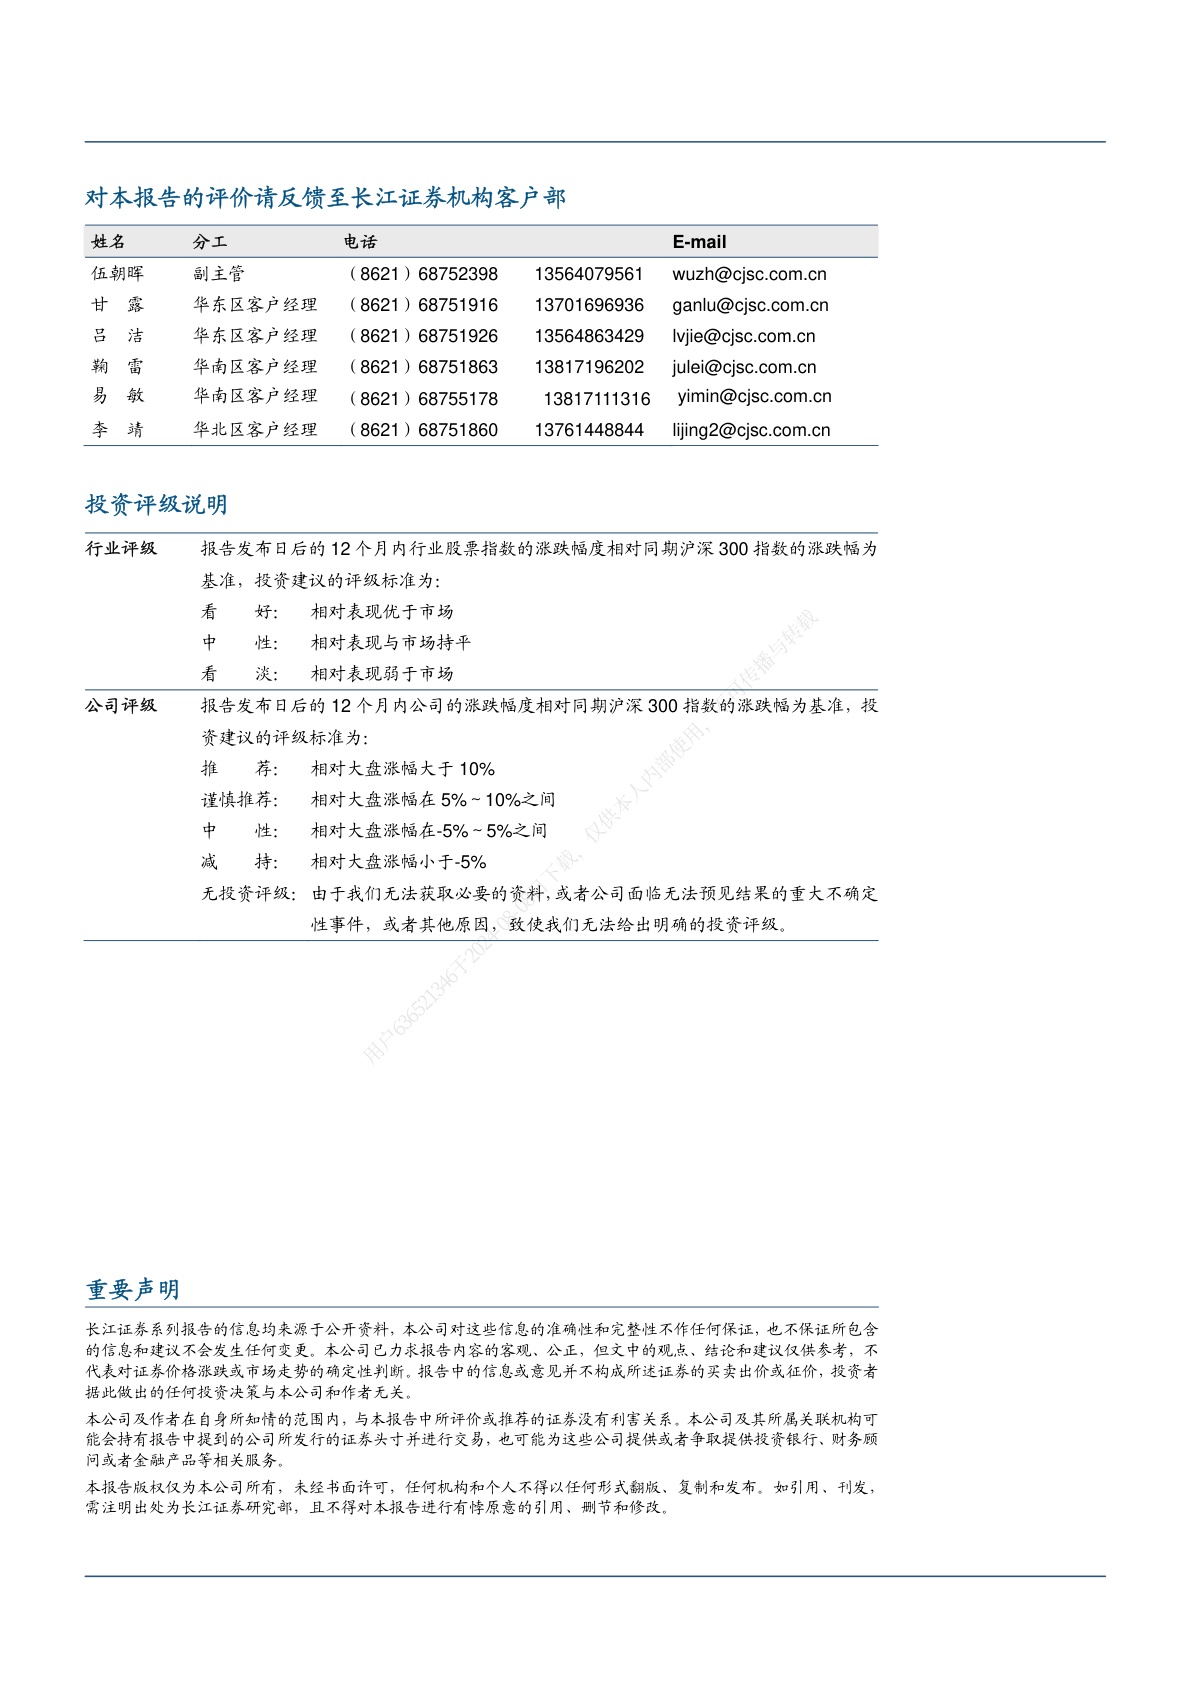 对本报告的评价请反馈至长江证券机构客户部
姓名 分工 电话 E-mail
伍朝晖 副主管 （8621）68752398 13564079561 wuzh@cjsc.com.cn
甘 露 华东区客户经理 （8621）68751916 13701696936 ganlu@cjsc.com.cn
吕 洁 华东区客户经理 （8621）68751926 13564863429 lvjie@cjsc.com.cn
鞠 雷 华南区客户经理 （8621）68751863 13817196202 julei@cjsc.com.cn
易 敏 华南区客户经理 （8621）68755178 13817111316 yimin@cjsc.com.cn
李 靖 华北区客户经理 （8621）68751860 13761448844 lijing2@cjsc.com.cn
投资评级说明
行业评级 报告发布日后的 12 个月内行业股票指数的涨跌幅度相对同期沪深 300 指数的涨跌幅为
基准，投资建议的评级标准为：
看 好： 相对表现优于市场
中 性： 相对表现与市场持平
看 淡： 相对表现弱于市场
公司评级 报告发布日后的 12 个月内公司的涨跌幅度相对同期沪深 300 指数的涨跌幅为基准，投
资建议的评级标准为：
推 荐： 相对大盘涨幅大于 10%
谨慎推荐： 相对大盘涨幅在 5%～10%之间
中 性： 相对大盘涨幅在-5%～5%之间
减 持： 相对大盘涨幅小于-5%
无投资评级： 由于我们无法获取必要的资料，或者公司面临无法预见结果的重大不确定
性事件，或者其他原因，致使我们无法给出明确的投资评级。
用户636521346于2024-08-0 下载，仅供本人内部使用， 可传播与转载
重要声明
长江证券系列报告的信息均来源于公开资料，本公司对这些信息的准确性和完整性不作任何保证，也不保证所包含
的信息和建议不会发生任何变更。本公司已力求报告内容的客观、公正，但文中的观点、结论和建议仅供参考，不
代表对证券价格涨跌或市场走势的确定性判断。报告中的信息或意见并不构成所述证券的买卖出价或征价，投资者
据此做出的任何投资决策与本公司和作者无关。
本公司及作者在自身所知情的范围内，与本报告中所评价或推荐的证券没有利害关系。本公司及其所属关联机构可
能会持有报告中提到的公司所发行的证券头寸并进行交易，也可能为这些公司提供或者争取提供投资银行、财务顾
问或者金融产品等相关服务。
本报告版权仅为本公司所有，未经书面许可，任何机构和个人不得以任何形式翻版、复制和发布。如引用、刊发，
需注明出处为长江证券研究部，且不得对本报告进行有悖原意的引用、删节和修改。